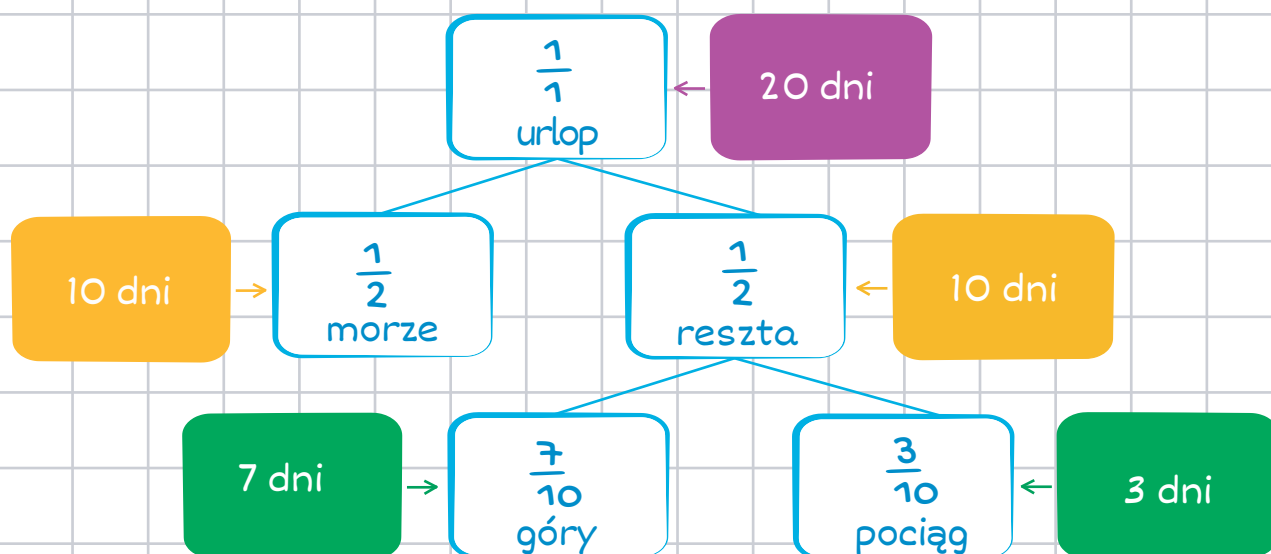 1
1
urlop
20 dni
10 dni
1
2
morze
1
2
reszta
10 dni
7 dni
7
10
góry
3
10
pociąg
3 dni